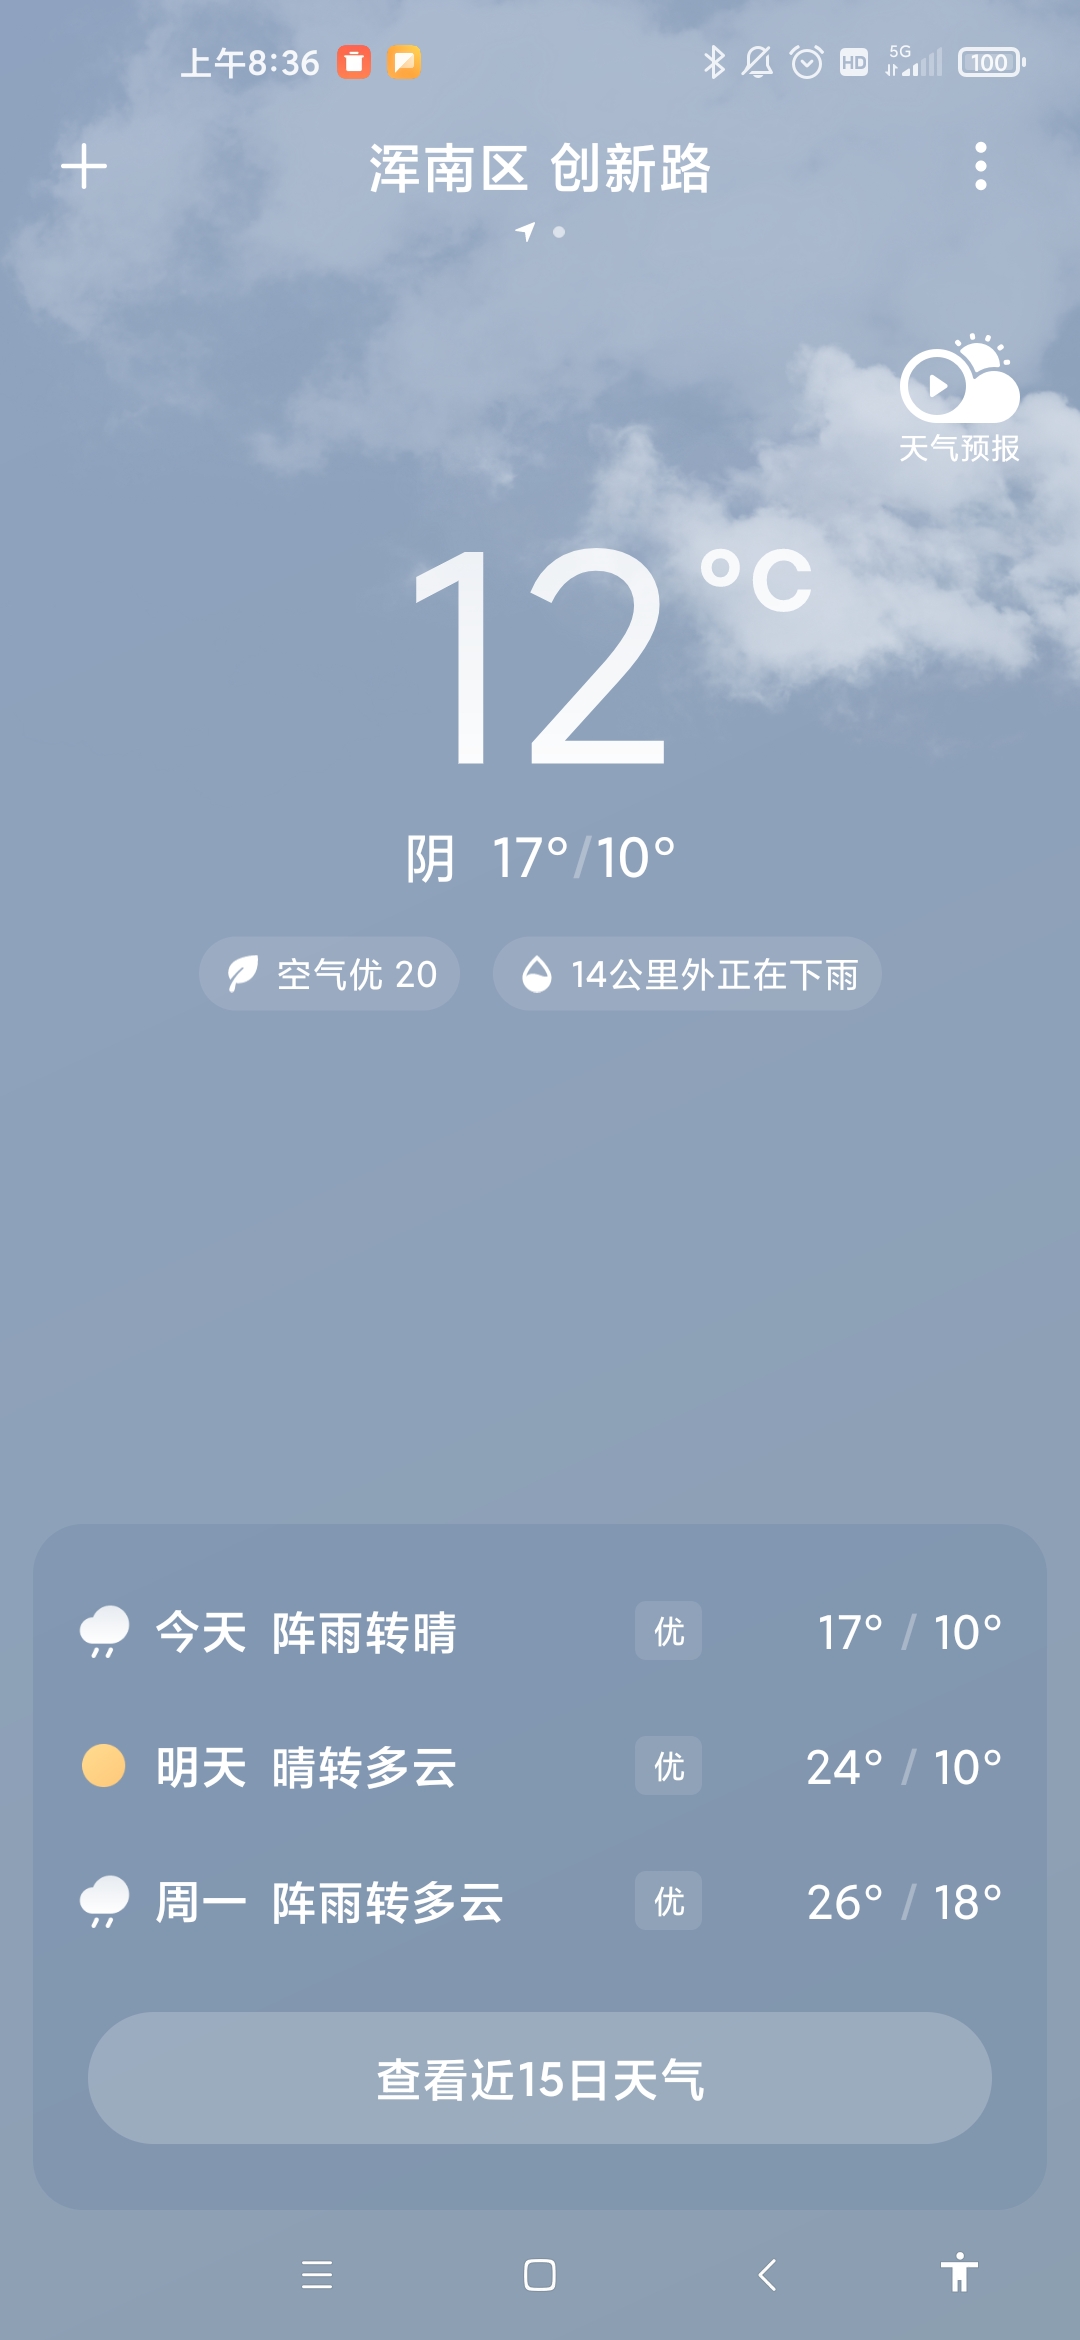 上午8:36 HD 5G 100
浑南区 创新路
天气预报
12°C
阴 17°/10°
空气优 20 14公里外正在下雨
今天 阵雨转晴 优 17° / 10°
明天 晴转多云 优 24° / 10°
周一 阵雨转多云 优 26° / 18°
查看近15日天气